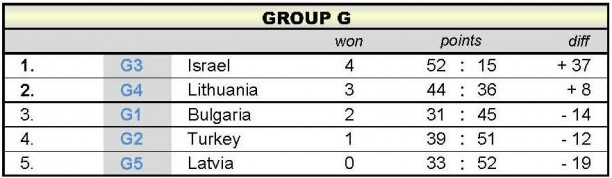 GROUP G
won points diff
1. G3 Israel 4 52 : 15 + 37
2. G4 Lithuania 3 44 : 36 + 8
3. G1 Bulgaria 2 31 : 45 - 14
4. G2 Turkey 1 39 : 51 - 12
5. G5 Latvia 0 33 : 52 - 19